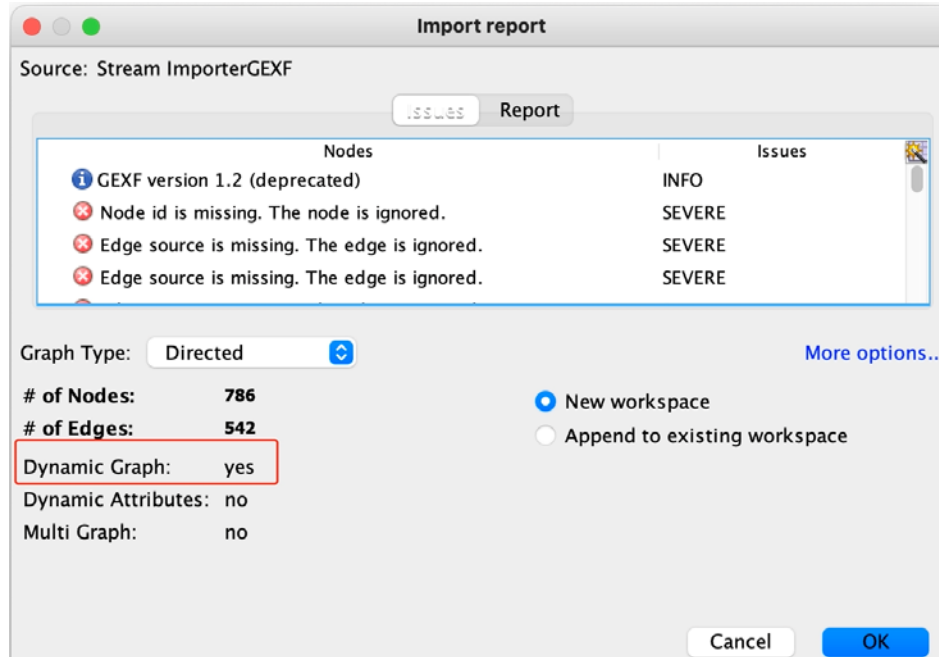 Import report
Source: Stream ImporterGEXF
Issues Report
Nodes Issues
GEXF version 1.2 (deprecated) INFO
Node id is missing. The node is ignored. SEVERE
Edge source is missing. The edge is ignored. SEVERE
Edge source is missing. The edge is ignored. SEVERE
Graph Type: Directed More options..
# of Nodes: 786
New workspace
# of Edges: 542
Append to existing workspace
Dynamic Graph: yes
Dynamic Attributes: no
Multi Graph: no
Cancel OK